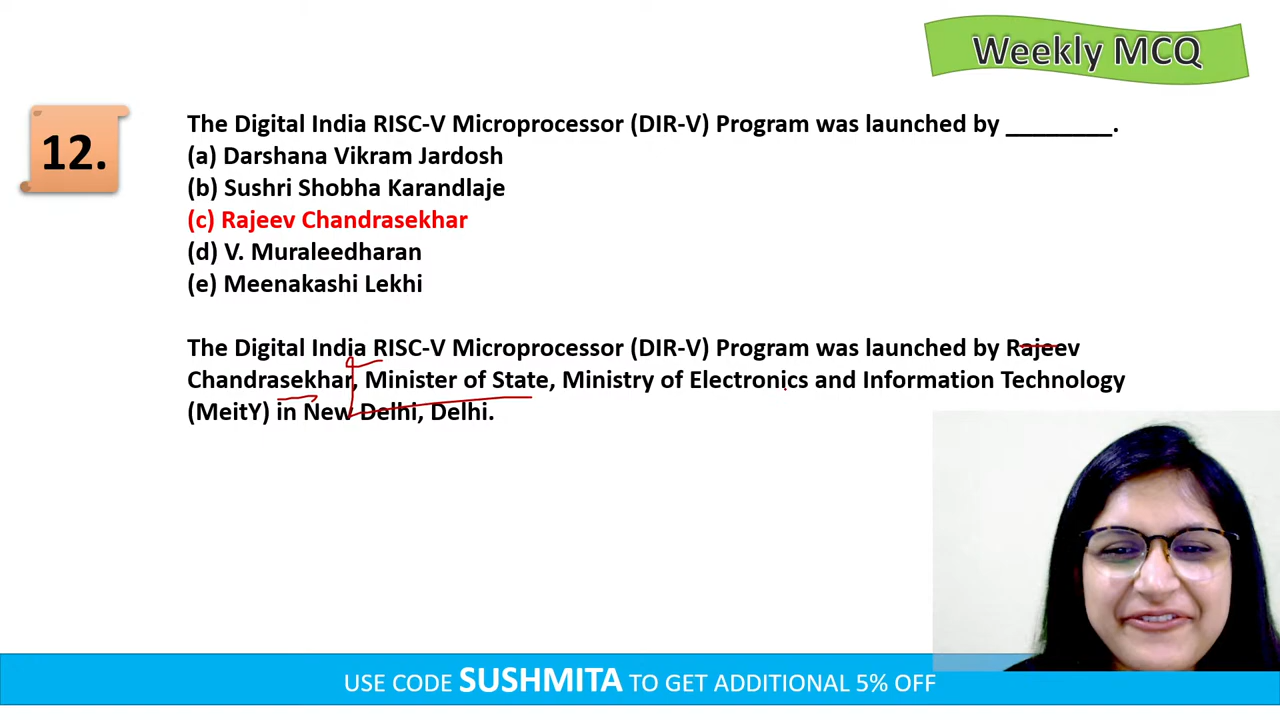 Weekly MCQ
12.
The Digital India RISC-V Microprocessor (DIR-V) Program was launched by _________.
(a) Darshana Vikram Jardosh
(b) Sushri Shobha Karandlaje
(c) Rajeev Chandrasekhar
(d) V. Muraleedharan
(e) Meenakashi Lekhi
The Digital India RISC-V Microprocessor (DIR-V) Program was launched by Rajeev
Chandrasekhar, Minister of State, Ministry of Electronics and Information Technology
(MeitY) in New Delhi, Delhi.
USE CODE SUSHMITA TO GET ADDITIONAL 5% OFF